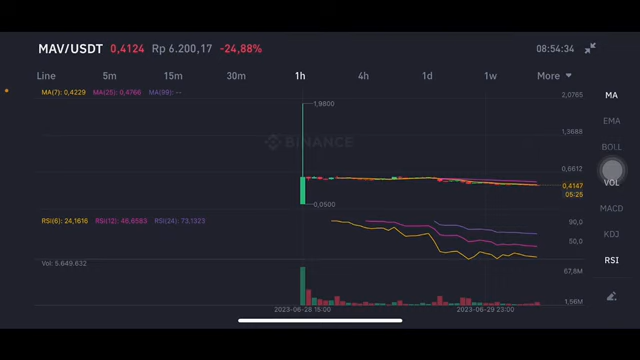 MAV/USDT 0,4124 Rp 6.200,17 -24,88% 08:54:34
Line 5m 15m 30m 1h 4h 1d 1w More
MA(7): 0,4229 MA(25): 0,4766 MA(99): --
2,0765
1,9800
1,3688
BINANCE
0,6612
0,4147
05:25
0,0500
RSI(6): 24,1616 RSI(12): 46,6583 RSI(24): 73,1323
90,0
50,0
Vol: 5.649.632
67,8M
1,56M
2023-06-28 15:00 2023-06-29 23:00
MA
EMA
BOLL
VOL
MACD
KDJ
RSI